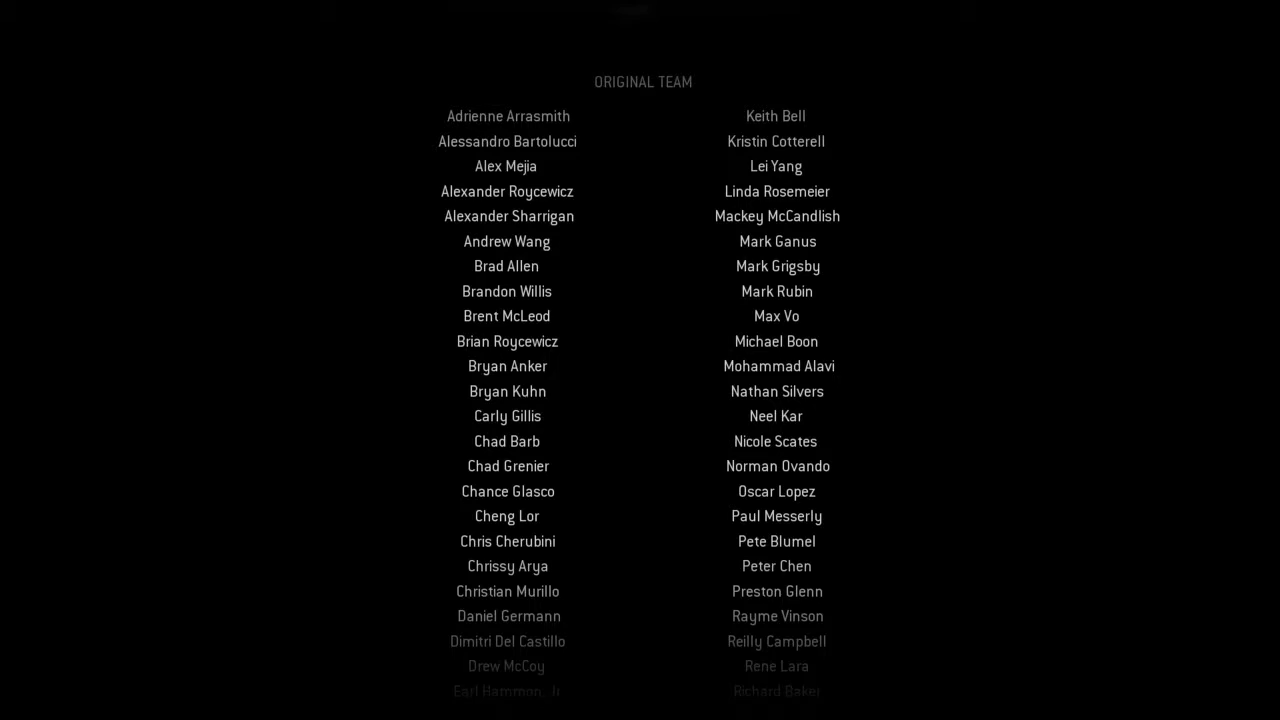 ORIGINAL TEAM
Adrienne Arrasmith
Alessandro Bartolucci
Alex Mejia
Alexander Roycewicz
Alexander Sharrigan
Andrew Wang
Brad Allen
Brandon Willis
Brent McLeod
Brian Roycewicz
Bryan Anker
Bryan Kuhn
Carly Gillis
Chad Barb
Chad Grenier
Chance Glasco
Cheng Lor
Chris Cherubini
Chrissy Arya
Christian Murillo
Daniel Germann
Dimitri Del Castillo
Drew McCoy
Earl Hammon, Jr
Keith Bell
Kristin Cotterell
Lei Yang
Linda Rosemeier
Mackey McCandlish
Mark Ganus
Mark Grigsby
Mark Rubin
Max Vo
Michael Boon
Mohammad Alavi
Nathan Silvers
Neel Kar
Nicole Scates
Norman Ovando
Oscar Lopez
Paul Messerly
Pete Blumel
Peter Chen
Preston Glenn
Rayme Vinson
Reilly Campbell
Rene Lara
Richard Baker